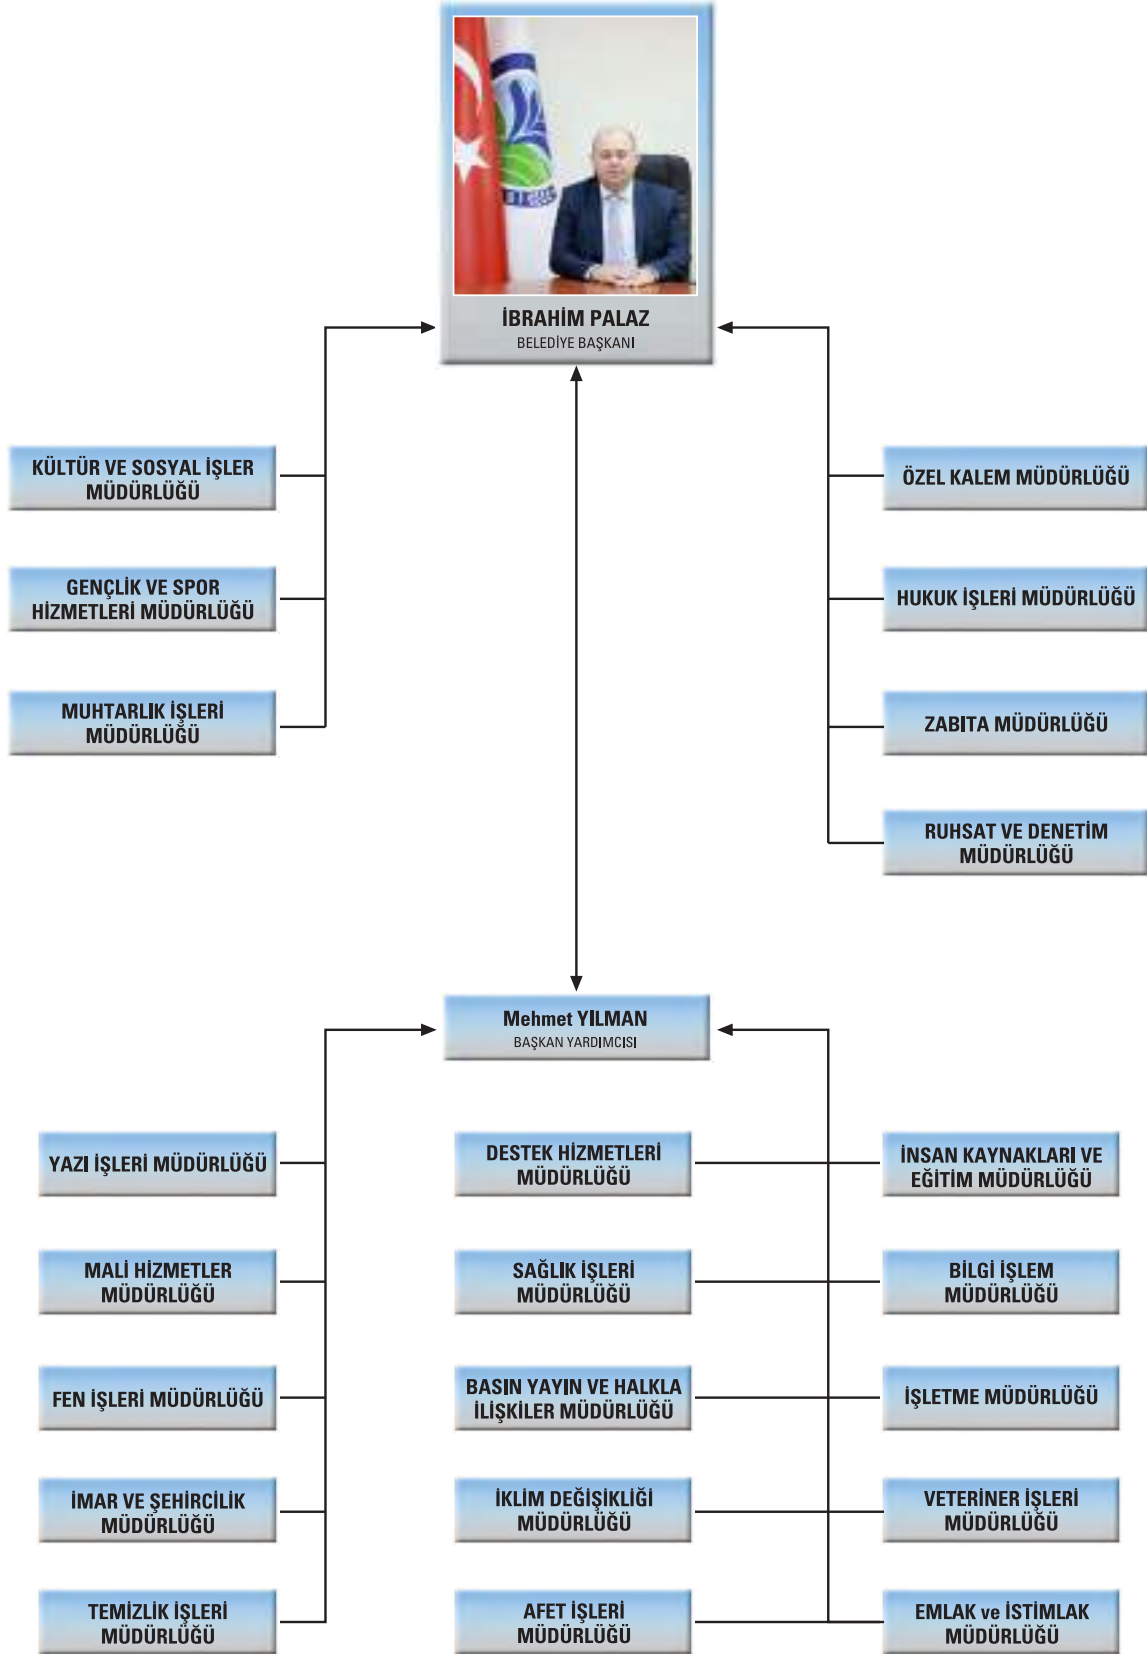 İBRAHİM PALAZ
BELEDİYE BAŞKANI
KÜLTÜR VE SOSYAL İŞLER
MÜDÜRLÜĞÜ
GENÇLİK VE SPOR
HİZMETLERİ MÜDÜRLÜĞÜ
MUHTARLIK İŞLERİ
MÜDÜRLÜĞÜ
ÖZEL KALEM MÜDÜRLÜĞÜ
HUKUK İŞLERİ MÜDÜRLÜĞÜ
ZABITA MÜDÜRLÜĞÜ
RUHSAT VE DENETİM
MÜDÜRLÜĞÜ
Mehmet YILMAN
BAŞKAN YARDIMCISI
YAZI İŞLERİ MÜDÜRLÜĞÜ
MALİ HİZMETLER
MÜDÜRLÜĞÜ
FEN İŞLERİ MÜDÜRLÜĞÜ
İMAR VE ŞEHİRCİLİK
MÜDÜRLÜĞÜ
TEMİZLİK İŞLERİ
MÜDÜRLÜĞÜ
DESTEK HİZMETLERİ
MÜDÜRLÜĞÜ
SAĞLIK İŞLERİ
MÜDÜRLÜĞÜ
BASIN YAYIN VE HALKLA
İLİŞKİLER MÜDÜRLÜĞÜ
İKLİM DEĞİŞİKLİĞİ
MÜDÜRLÜĞÜ
AFET İŞLERİ
MÜDÜRLÜĞÜ
İNSAN KAYNAKLARI VE
EĞİTİM MÜDÜRLÜĞÜ
BİLGİ İŞLEM
MÜDÜRLÜĞÜ
İŞLETME MÜDÜRLÜĞÜ
VETERİNER İŞLERİ
MÜDÜRLÜĞÜ
EMLAK ve İSTİMLAK
MÜDÜRLÜĞÜ